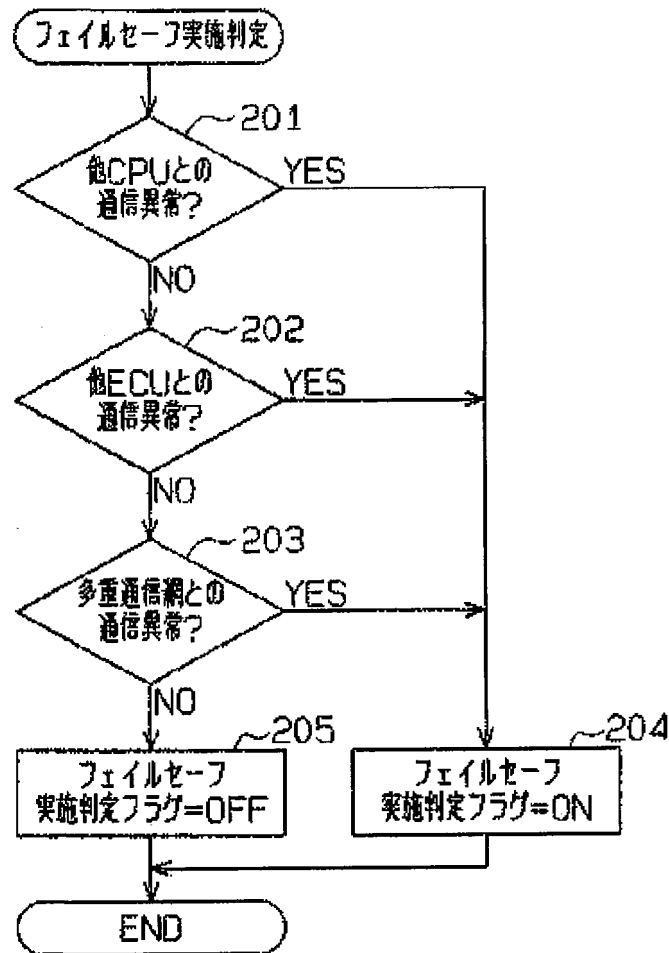 フェイルセーフ実施判定
201
他CPUとの
通信異常?
YES
NO
202
他ECUとの
通信異常?
YES
NO
203
多重通信網との
通信異常?
YES
NO
205
フェイルセーフ
実施判定フラグ=OFF
204
フェイルセーフ
実施判定フラグ=ON
END